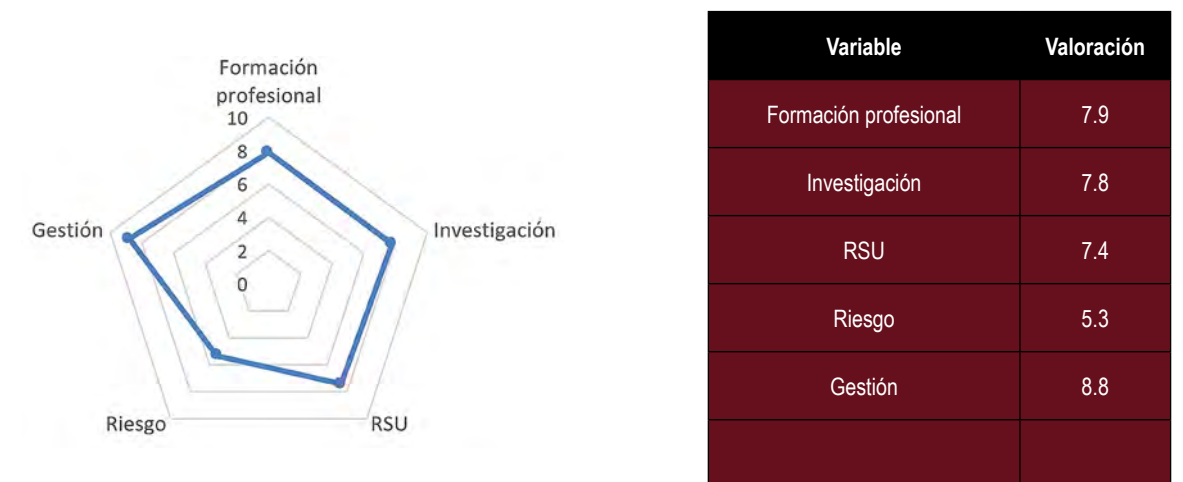 Formación
profesional
10
8
6
4
2
0
Gestión
Investigación
Riesgo
RSU
Variable Valoración
Formación profesional 7.9
Investigación 7.8
RSU 7.4
Riesgo 5.3
Gestión 8.8